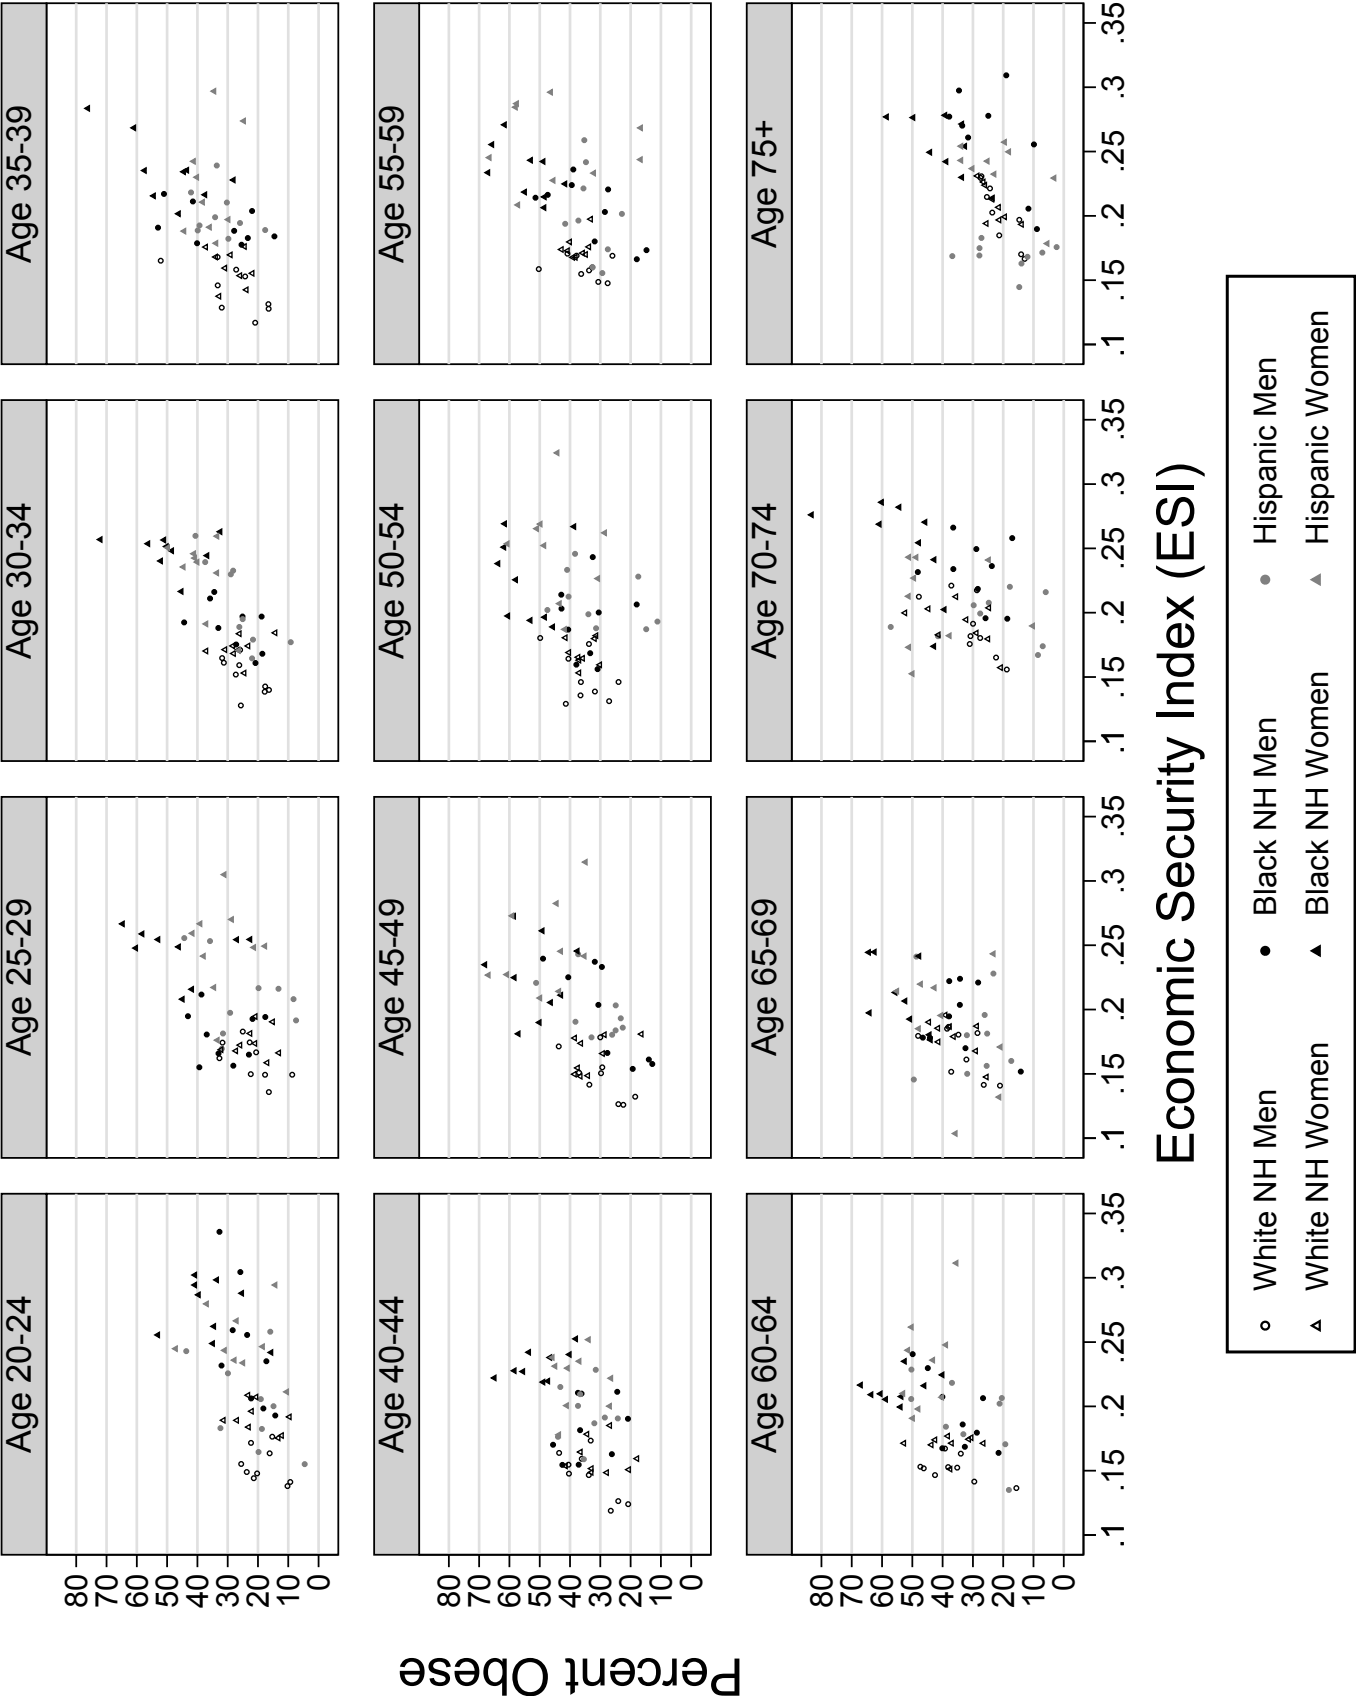 Age 20-24
Age 25-29
Age 30-34
Age 35-39
80
70
60
50
40
30
20
10
0
Age 40-44
Age 45-49
Age 50-54
Age 55-59
80
70
60
50
40
30
20
10
0
Age 60-64
Age 65-69
Age 70-74
Age 75+
80
70
60
50
40
30
20
10
0
.1 .15 .2 .25 .3 .35
.1 .15 .2 .25 .3 .35
.1 .15 .2 .25 .3 .35
.1 .15 .2 .25 .3 .35
Percent Obese
Economic Security Index (ESI)
White NH Men Black NH Men Hispanic Men
White NH Women Black NH Women Hispanic Women